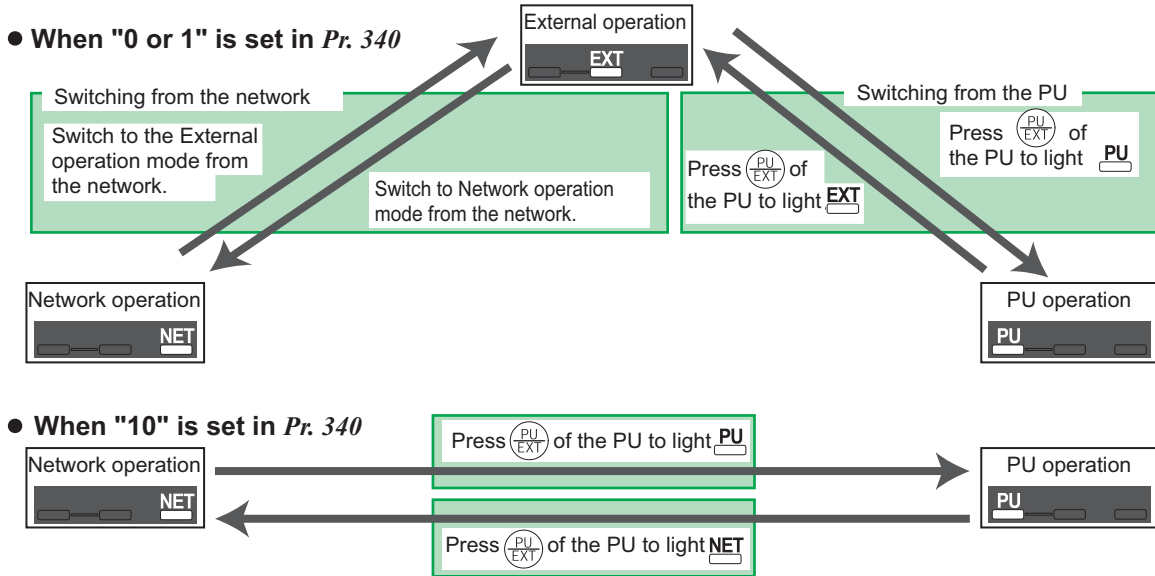 External operation
EXT
● When "0 or 1" is set in Pr. 340
Switching from the network
Switch to the External
operation mode from
the network.
Switch to Network operation
mode from the network.
Switching from the PU
Press PU/EXT of
the PU to light PU
Press PU/EXT of
the PU to light EXT
Network operation
NET
PU operation
PU
● When "10" is set in Pr. 340
Network operation
NET
Press PU/EXT of the PU to light PU
Press PU/EXT of the PU to light NET
PU operation
PU